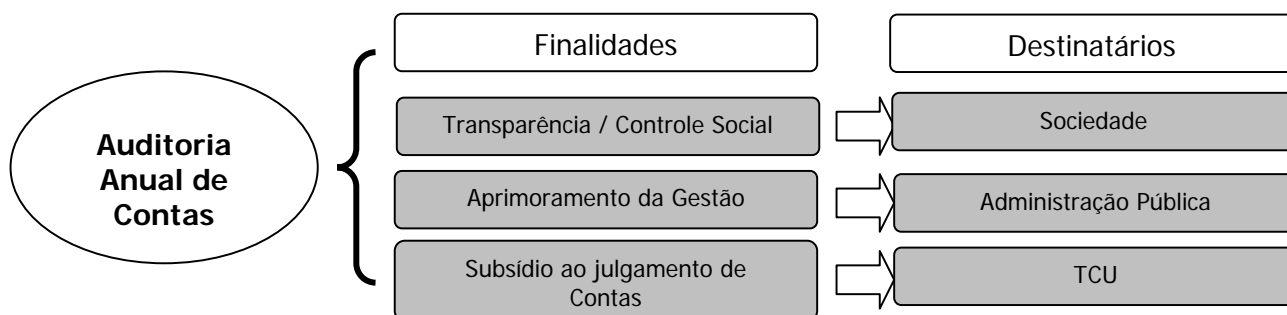 Finalidades
Destinatários
Auditoria
Anual de
Contas
Transparência / Controle Social
Sociedade
Aprimoramento da Gestão
Administração Pública
Subsídio ao julgamento de
Contas
TCU